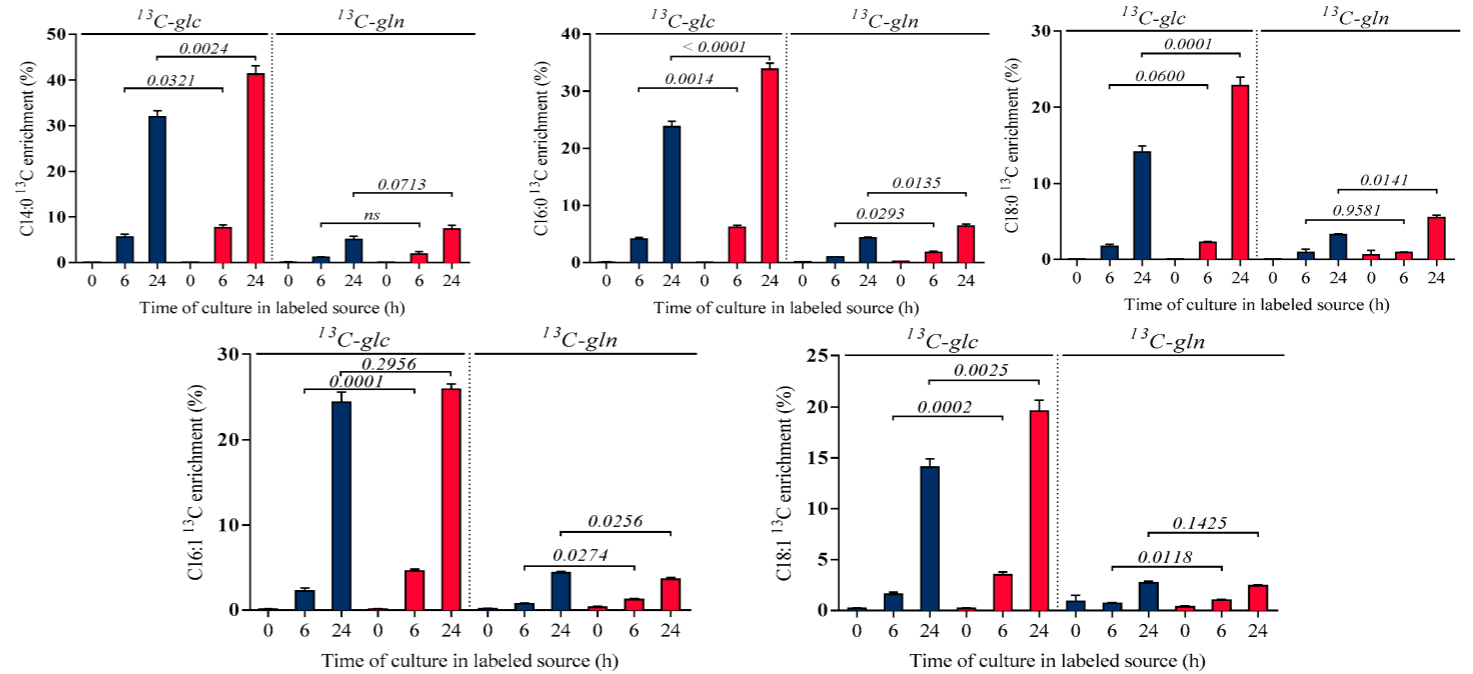 ¹³C-glc ¹³C-gln
C14:0 ¹³C enrichment (%)
50
40
30
20
10
0
0.0024
0.0321
0.0713
ns
0 6 24 0 6 24 0 6 24 0 6 24
Time of culture in labeled source (h)
¹³C-glc ¹³C-gln
C16:0 ¹³C enrichment (%)
40
30
20
10
0
< 0.0001
0.0014
0.0135
0.0293
0 6 24 0 6 24 0 6 24 0 6 24
Time of culture in labeled source (h)
¹³C-glc ¹³C-gln
C18:0 ¹³C enrichment (%)
30
20
10
0
0.0001
0.0600
0.0141
0.9581
0 6 24 0 6 24 0 6 24 0 6 24
Time of culture in labeled source (h)
¹³C-glc ¹³C-gln
C16:1 ¹³C enrichment (%)
30
20
10
0
0.2956
0.0001
0.0256
0.0274
0 6 24 0 6 24 0 6 24 0 6 24
Time of culture in labeled source (h)
¹³C-glc ¹³C-gln
C18:1 ¹³C enrichment (%)
25
20
15
10
5
0
0.0025
0.0002
0.1425
0.0118
0 6 24 0 6 24 0 6 24 0 6 24
Time of culture in labeled source (h)